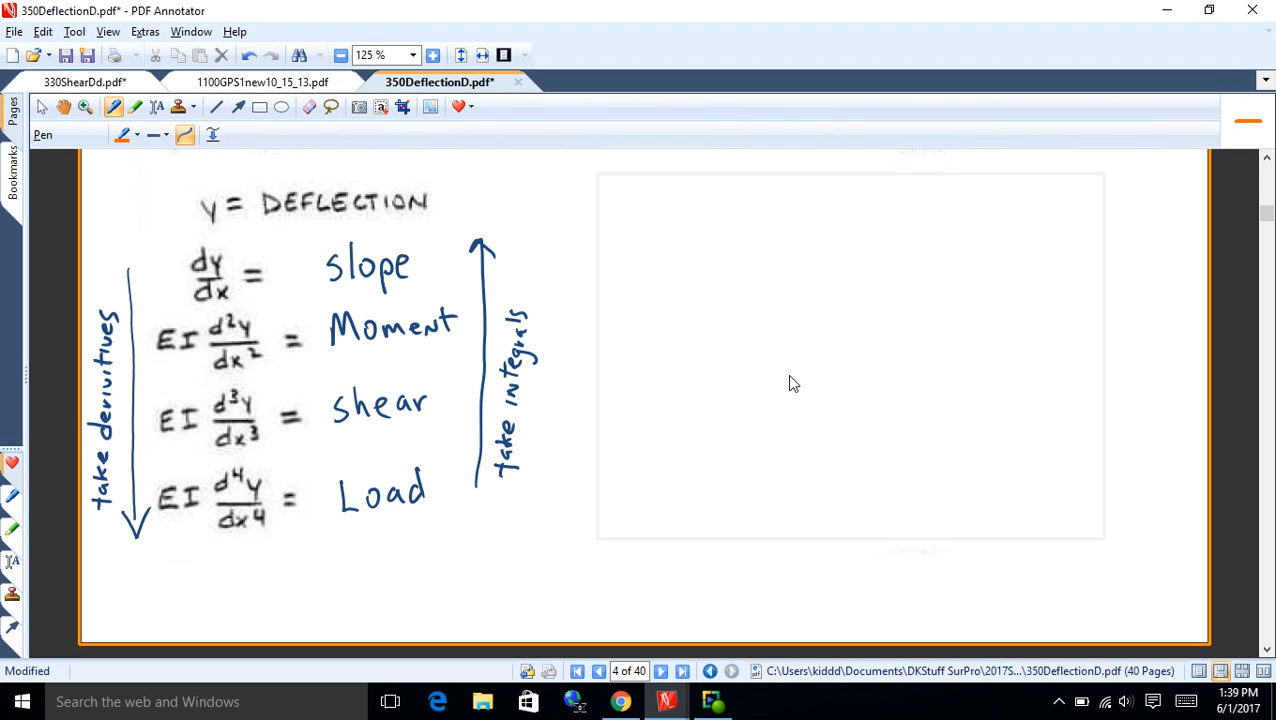 350DeflectionD.pdf* - PDF Annotator
File Edit Tool View Extras Window Help
125 %
330ShearDd.pdf* 1100GPS1new10_15_13.pdf 350DeflectionD.pdf*
Pen
Pages
Bookmarks
y = DEFLECTION
dy/dx = slope
EI d²y/dx² = Moment
EI d³y/dx³ = shear
EI d⁴y/dx⁴ = Load
take derivitives
take integrals
Modified
4 of 40
C:\Users\kiddd\Documents\DKStuff SurPro\2017S...\350DeflectionD.pdf (40 Pages)
Search the web and Windows
1:39 PM
6/1/2017